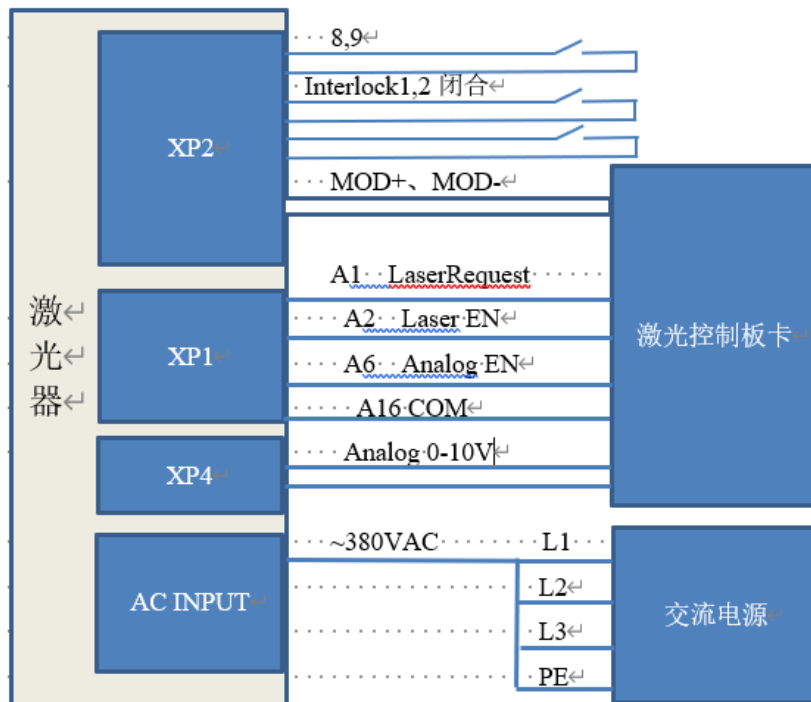 8,9
Interlock1,2 闭合
XP2
MOD+、MOD-
激
光
器
A1 LaserRequest
A2 Laser EN
XP1
A6 Analog EN
A16 COM
激光控制板卡
XP4
Analog 0-10V
~380VAC L1
AC INPUT
L2
L3
PE
交流电源